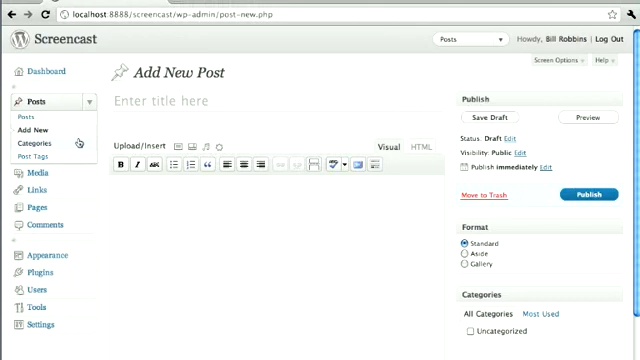 localhost:8888/screencast/wp-admin/post-new.php
Screencast
Posts
Howdy, Bill Robbins | Log Out
Screen Options
Help
Dashboard
Posts
Posts
Add New
Categories
Post Tags
Media
Links
Pages
Comments
Appearance
Plugins
Users
Tools
Settings
Add New Post
Enter title here
Upload/Insert
Visual
HTML
B I ABC
Publish
Save Draft
Preview
Status: Draft Edit
Visibility: Public Edit
Publish immediately Edit
Move to Trash
Publish
Format
Standard
Aside
Gallery
Categories
All Categories
Most Used
Uncategorized